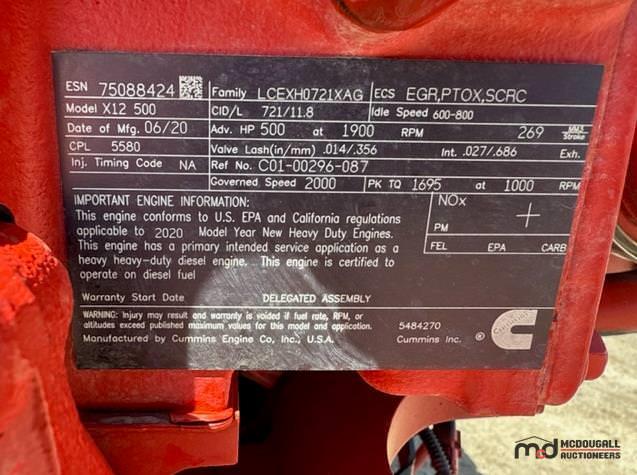 ESN 75088424 Family LCEXH0721XAG ECS EGR,PTOX,SCRC
Model X12 500 CID/L 721/11.8 Idle Speed 600-800
Date of Mfg. 06/20 Adv. HP 500 at 1900 RPM 269 MM3 Stroke
CPL 5580 Valve Lash(in/mm) .014/.356 Int. .027/.686 Exh.
Inj. Timing Code NA Ref No. C01-00296-087
Governed Speed 2000 PK TQ 1695 at 1000 RPM
IMPORTANT ENGINE INFORMATION:
This engine conforms to U.S. EPA and California regulations
applicable to 2020 Model Year New Heavy Duty Engines.
This engine has a primary intended service application as a
heavy heavy-duty diesel engine. This engine is certified to
operate on diesel fuel
NOx
PM
FEL EPA CARB
Warranty Start Date DELEGATED ASSEMBLY
WARNING: Injury may result and warranty is voided if fuel rate, RPM, or
altitudes exceed published maximum values for this model and application.
Manufactured by Cummins Engine Co, Inc., U.S.A.
5484270
Cummins Inc. ® Cummins
md MCDOUGALL
AUCTIONEERS